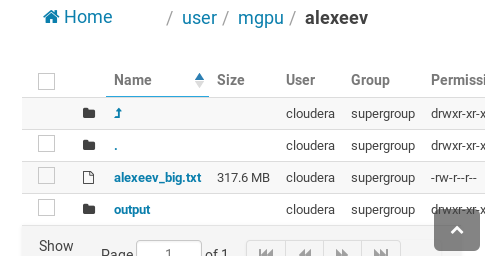 Home / user / mgpu / alexeev
Name Size User Group Permissi
cloudera supergroup drwxr-xr-x
. cloudera supergroup drwxr-xr-x
alexeev_big.txt 317.6 MB cloudera supergroup -rw-r--r--
output cloudera supergroup drwxr-xr-x
Show Page 1 of 1